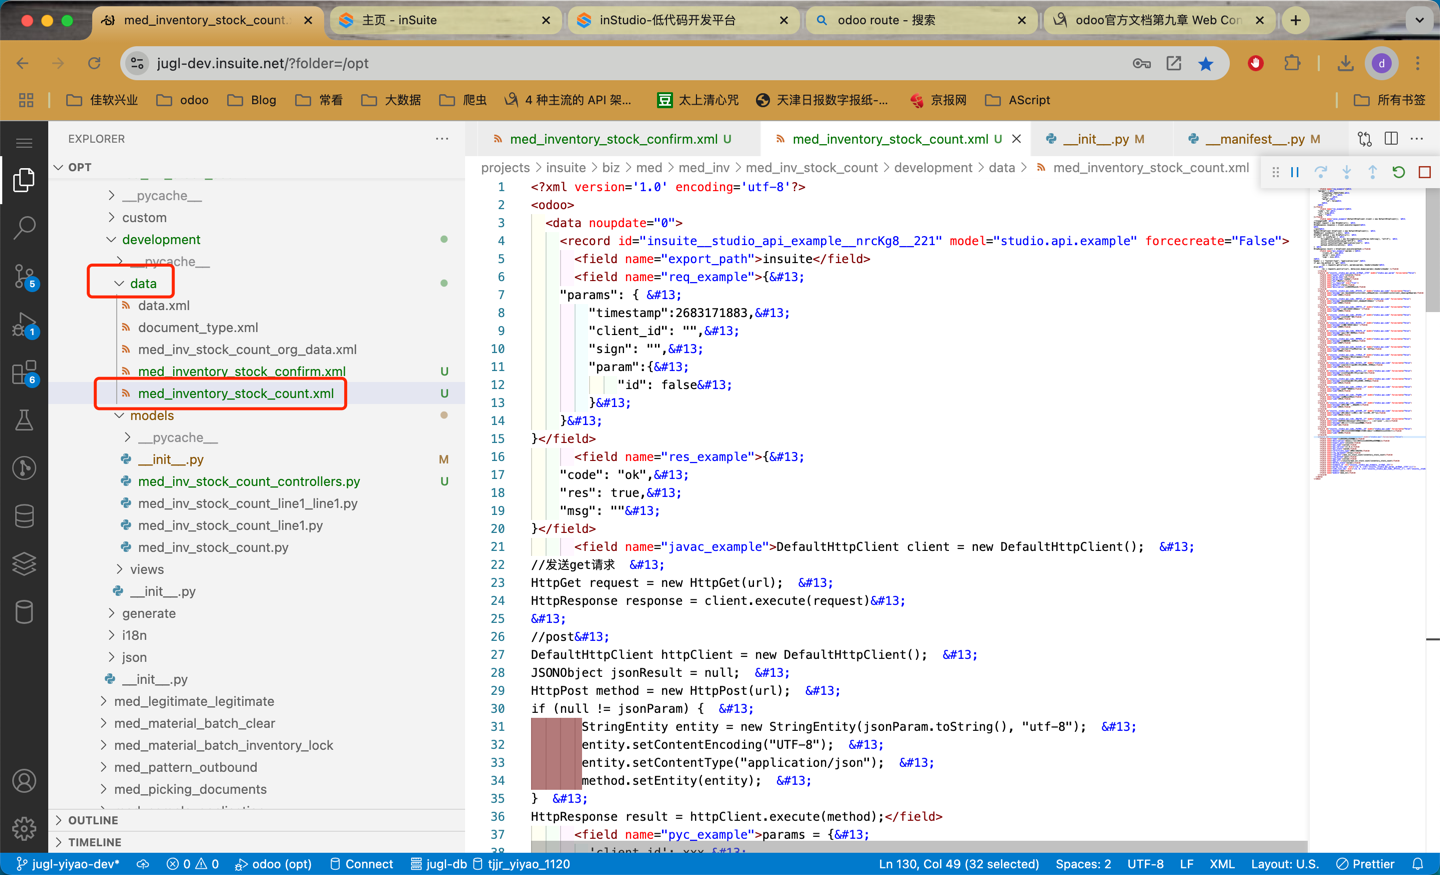 med_inventory_stock_count.
主页 - inSuite
inStudio-低代码开发平台
odoo route - 搜索
odoo官方文档第九章 Web Con
jugl-dev.insuite.net/?folder=/opt
d
佳软兴业
odoo
Blog
常看
大数据
爬虫
4 种主流的 API 架...
豆
太上清心咒
天津日报数字报纸-...
京报网
AScript
所有书签
EXPLORER
OPT
__pycache__
custom
development
__pycache__
data
data.xml
document_type.xml
med_inv_stock_count_org_data.xml
med_inventory_stock_confirm.xml U
med_inventory_stock_count.xml U
models
__pycache__
__init__.py M
med_inv_stock_count_controllers.py U
med_inv_stock_count_line1_line1.py
med_inv_stock_count_line1.py
med_inv_stock_count.py
views
__init__.py
generate
i18n
json
__init__.py
med_legitimate_legitimate
med_material_batch_clear
med_material_batch_inventory_lock
med_pattern_outbound
med_picking_documents
OUTLINE
TIMELINE
5
1
6
med_inventory_stock_confirm.xml U
med_inventory_stock_count.xml U
__init__.py M
__manifest__.py M
projects > insuite > biz > med > med_inv > med_inv_stock_count > development > data > med_inventory_stock_count.xml
1 <?xml version='1.0' encoding='utf-8'?>
2 <odoo>
3 <data noupdate="0">
4 <record id="insuite__studio_api_example__nrcKg8__221" model="studio.api.example" forcecreate="False">
5 <field name="export_path">insuite</field>
6 <field name="req_example">{&#13;
7 "params": { &#13;
8 "timestamp":2683171883,&#13;
9 "client_id": "",&#13;
10 "sign": "",&#13;
11 "param":{&#13;
12 "id": false&#13;
13 }&#13;
14 }&#13;
15 }</field>
16 <field name="res_example">{&#13;
17 "code": "ok",&#13;
18 "res": true,&#13;
19 "msg": ""&#13;
20 }</field>
21 <field name="javac_example">DefaultHttpClient client = new DefaultHttpClient(); &#13;
22 //发送get请求 &#13;
23 HttpGet request = new HttpGet(url); &#13;
24 HttpResponse response = client.execute(request)&#13;
25 &#13;
26 //post&#13;
27 DefaultHttpClient httpClient = new DefaultHttpClient(); &#13;
28 JSONObject jsonResult = null; &#13;
29 HttpPost method = new HttpPost(url); &#13;
30 if (null != jsonParam) { &#13;
31 StringEntity entity = new StringEntity(jsonParam.toString(), "utf-8"); &#13;
32 entity.setContentEncoding("UTF-8"); &#13;
33 entity.setContentType("application/json"); &#13;
34 method.setEntity(entity); &#13;
35 } &#13;
36 HttpResponse result = httpClient.execute(method);</field>
37 <field name="pyc_example">params = {&#13;
38 'client_id': xxx,&#13;
jugl-yiyao-dev*
0 0
odoo (opt)
Connect
jugl-db
tjjr_yiyao_1120
Ln 130, Col 49 (32 selected)
Spaces: 2
UTF-8
LF
XML
Layout: U.S.
Prettier